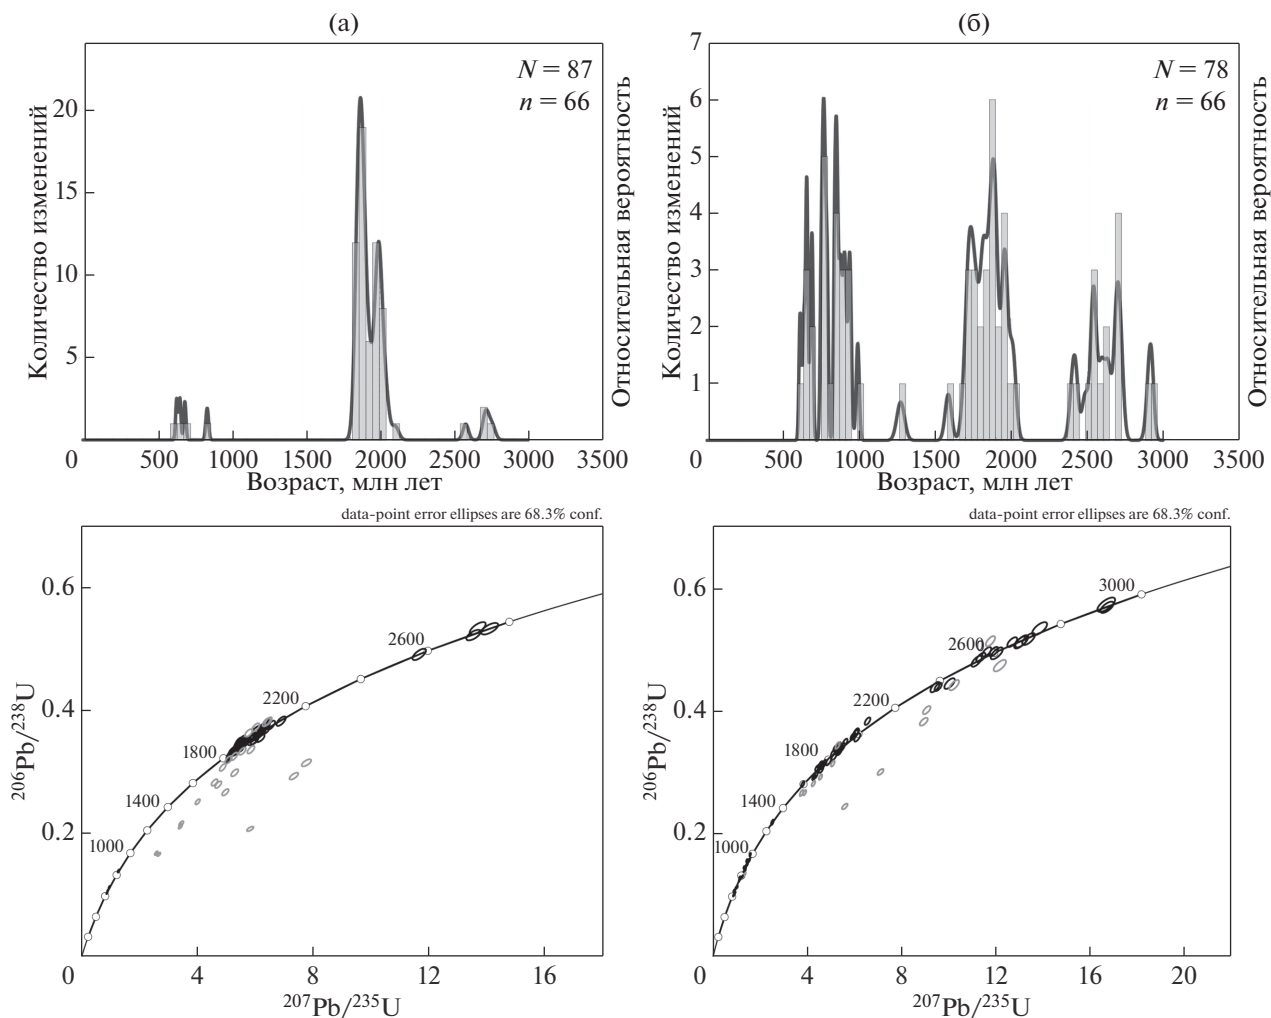 (а)
N = 87
n = 66
Количество изменений
Относительная вероятность
20
15
10
5
0 500 1000 1500 2000 2500 3000 3500
Возраст, млн лет
(б)
N = 78
n = 66
Количество изменений
Относительная вероятность
7
6
5
4
3
2
1
0 500 1000 1500 2000 2500 3000 3500
Возраст, млн лет
data-point error ellipses are 68.3% conf.
206Pb/238U
0.6
0.4
0.2
2600
2200
1800
1400
1000
0 4 8 12 16
207Pb/235U
data-point error ellipses are 68.3% conf.
206Pb/238U
0.6
0.4
0.2
3000
2600
2200
1800
1400
1000
0 4 8 12 16 20
207Pb/235U